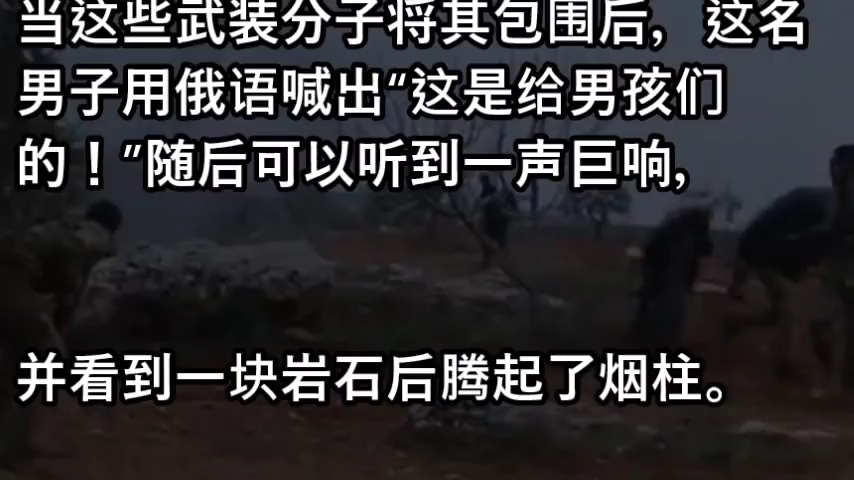 当这些武装分子将其包围后，这名
男子用俄语喊出“这是给男孩们
的！”随后可以听到一声巨响,
并看到一块岩石后腾起了烟柱。